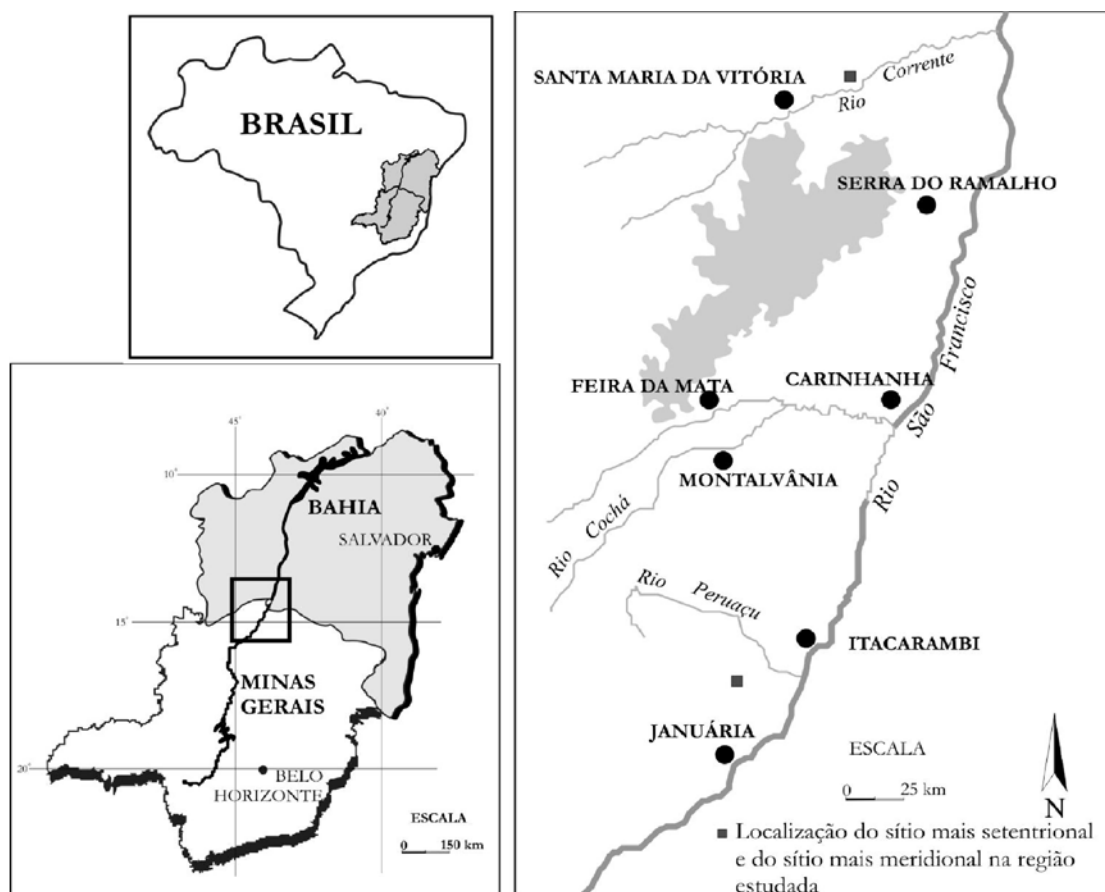 BRASIL
45°
40°
10°
BAHIA
SALVADOR
15°
MINAS
GERAIS
20°
BELO
HORIZONTE
ESCALA
0 150 km
SANTA MARIA DA VITÓRIA
Rio Corrente
SERRA DO RAMALHO
Rio São Francisco
FEIRA DA MATA
CARINHANHA
MONTALVÂNIA
Rio Cochá
Rio Peruaçu
ITACARAMBI
JANUÁRIA
ESCALA
0 25 km
N
Localização do sítio mais setentrional
e do sítio mais meridional na região
estudada